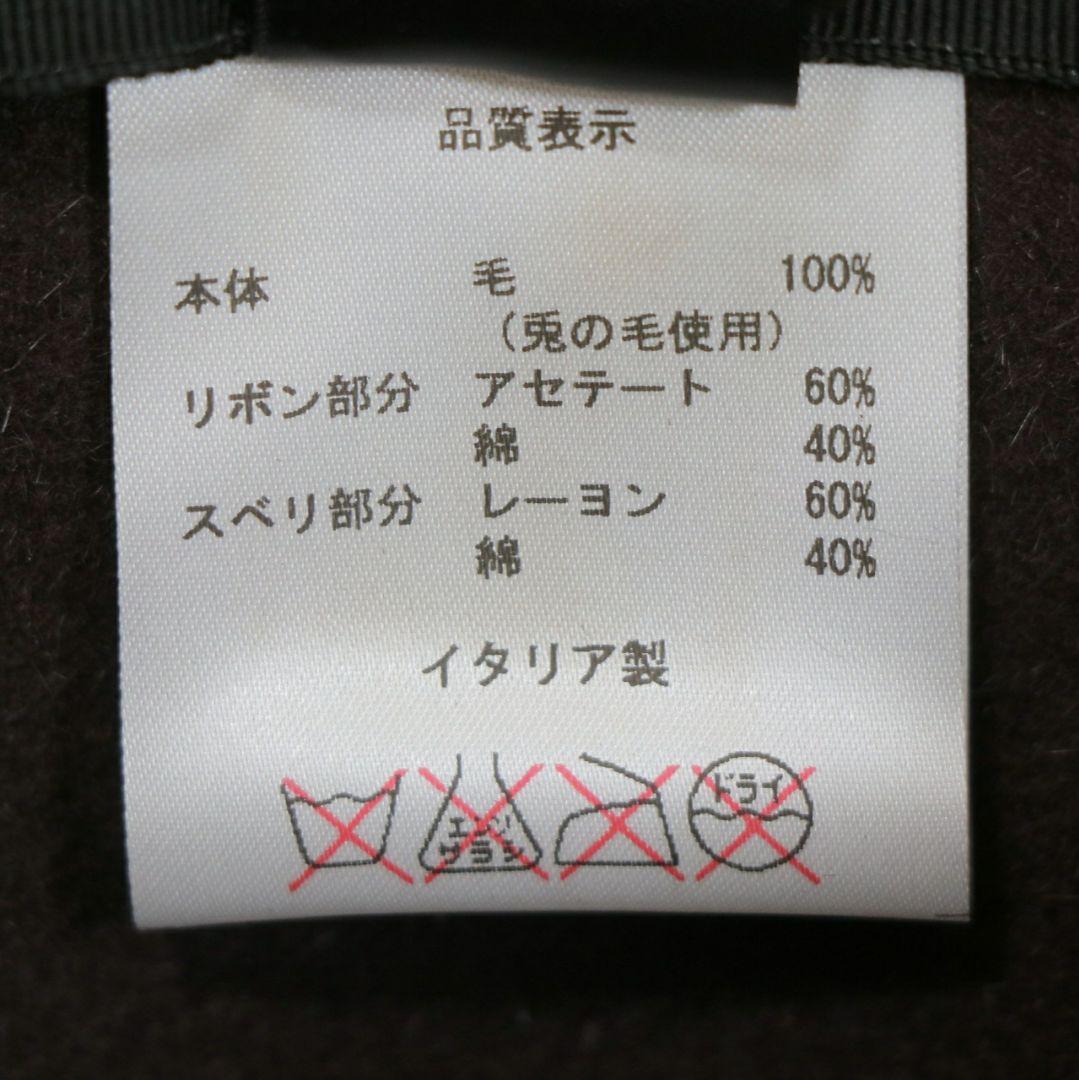 品質表示
本体 毛 100%
（兎の毛使用）
リボン部分 アセテート 60%
綿 40%
スベリ部分 レーヨン 60%
綿 40%
イタリア製
エンソ
サラシ
ドライ